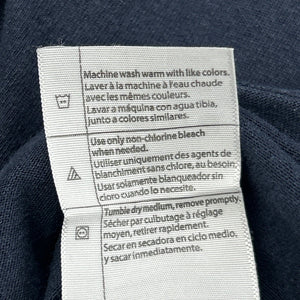 Machine wash warm with like colors.
Laver à la machine à l'eau chaude
avec les mêmes couleurs.
Lavar a máquina con agua tibia,
junto a colores similares.
Use only non-chlorine bleach
when needed.
Utiliser uniquement des agents de
blanchiment sans chlore, au besoin.
Usar solamente blanqueador sin
cloro cuando lo necesite.
Tumble dry medium, remove promptly.
Sécher par culbutage à réglage
moyen, retirer rapidement.
Secar en secadora en ciclo medio,
y sacar inmediatamente.